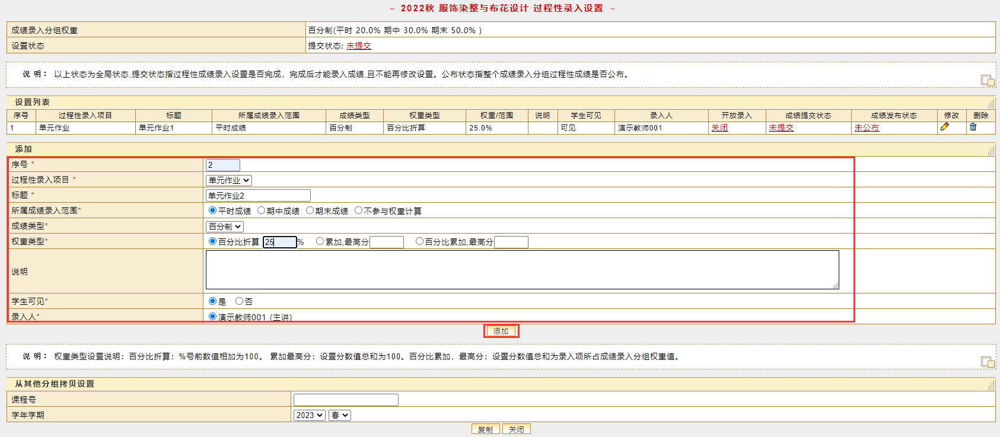 – 2022秋 服饰染整与布花设计 过程性录入设置 –
成绩录入分组权重 百分制(平时 20.0% 期中 30.0% 期末 50.0% )
设置状态 提交状态: 未提交
说 明： 以上状态为全局状态,提交状态指过程性成绩录入设置是否完成，完成后才能录入成绩,且不能再修改设置。公布状态指整个成绩录入分组过程性成绩是否公布。
设置列表
序号 过程性录入项目 标题 所属成绩录入范围 成绩类型 权重类型 权重/范围 说明 学生可见 录入人 开放录入 成绩提交状态 成绩发布状态 修改 删除
1 单元作业 单元作业1 平时成绩 百分制 百分比折算 25.0% 可见 演示教师001 关闭 未提交 未公布
添加
序号 * 2
过程性录入项目 * 单元作业
标题 * 单元作业2
所属成绩录入范围* 平时成绩 期中成绩 期末成绩 不参与权重计算
成绩类型* 百分制
权重类型* 百分比折算 25 % 累加,最高分 百分比累加,最高分
说明
学生可见* 是 否
录入人* 演示教师001 (主讲)
添加
说 明： 权重类型设置说明：百分比折算：%号前数值相加为100。 累加最高分：设置分数值总和为100。百分比累加，最高分：设置分数值总和为录入项所占成绩录入分组权重值。
从其他分组拷贝设置
课程号
学年学期 2023 春
复制 关闭